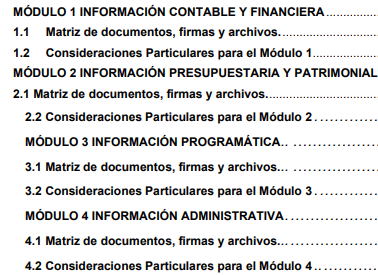 MÓDULO 1 INFORMACIÓN CONTABLE Y FINANCIERA...............
1.1 Matriz de documentos, firmas y archivos...........................
1.2 Consideraciones Particulares para el Módulo 1..................
MÓDULO 2 INFORMACIÓN PRESUPUESTARIA Y PATRIMONIAL
2.1 Matriz de documentos, firmas y archivos.............................
2.2 Consideraciones Particulares para el Módulo 2 . . . . . . . . . . . .
MÓDULO 3 INFORMACIÓN PROGRAMÁTICA.. . . . . . . . . . . . . . .
3.1 Matriz de documentos, firmas y archivos... . . . . . . . . . . . . . . .
3.2 Consideraciones Particulares para el Módulo 3 . . . . . . . . . . . .
MÓDULO 4 INFORMACIÓN ADMINISTRATIVA. . . . . . . . . . . . . . . .
4.1 Matriz de documentos, firmas y archivos... . . . . . . . . . . . . . . .
4.2 Consideraciones Particulares para el Módulo 4 .. . . . . . . . . . . .